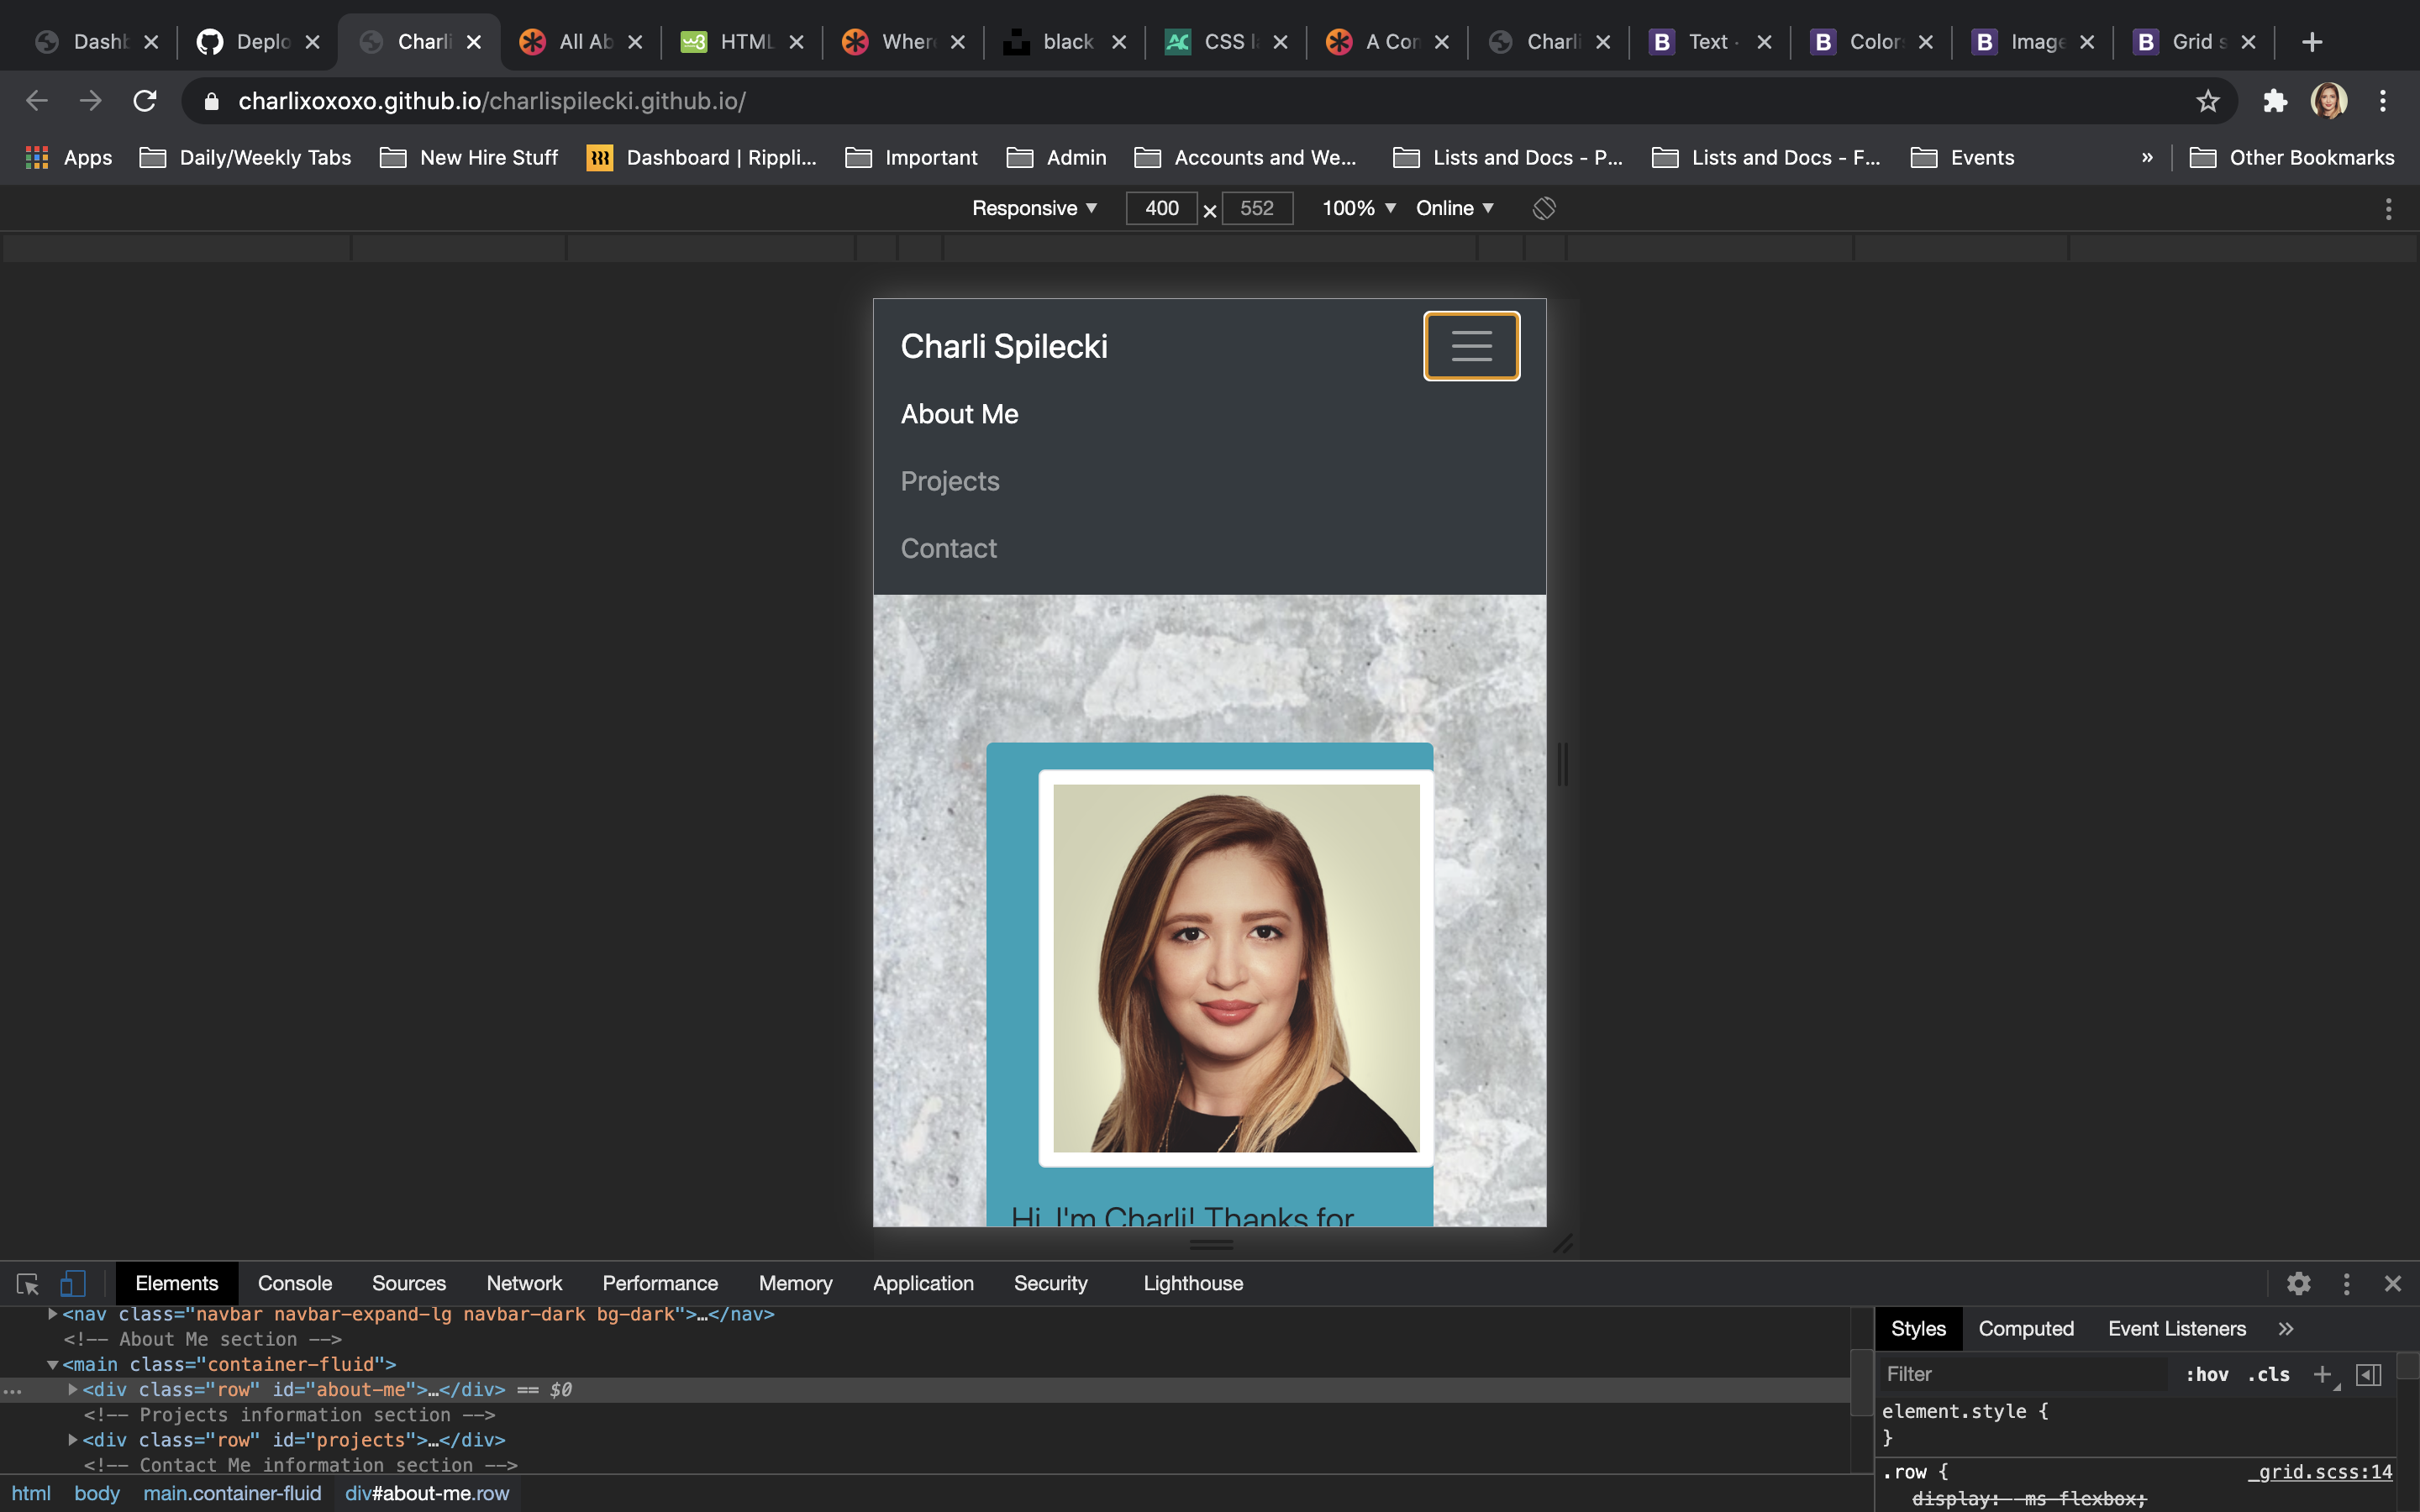 Dashb Deplo Charli All Ab HTML Wher black CSS l A Con Charli Text · Color Image Grid s
charlixoxoxo.github.io/charlispilecki.github.io/
Apps Daily/Weekly Tabs New Hire Stuff Dashboard | Rippli... Important Admin Accounts and We... Lists and Docs - P... Lists and Docs - F... Events » Other Bookmarks
Responsive 400 × 552 100% Online
Charli Spilecki
About Me
Projects
Contact
Hi, I'm Charli! Thanks for
Elements Console Sources Network Performance Memory Application Security Lighthouse
<nav class="navbar navbar-expand-lg navbar-dark bg-dark">…</nav>
<!-- About Me section -->
<main class="container-fluid">
<div class="row" id="about-me">…</div> == $0
<!-- Projects information section -->
<div class="row" id="projects">…</div>
<!-- Contact Me information section -->
html body main.container-fluid div#about-me.row
Styles Computed Event Listeners »
Filter :hov .cls +
element.style {
}
.row { _grid.scss:14
display: -ms-flexbox;